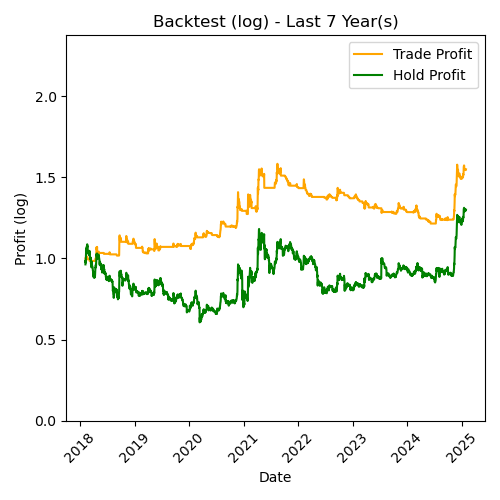 Backtest (log) - Last 7 Year(s)
Trade Profit
Hold Profit
Profit (log)
2.0
1.5
1.0
0.5
0.0
2018 2019 2020 2021 2022 2023 2024 2025
Date